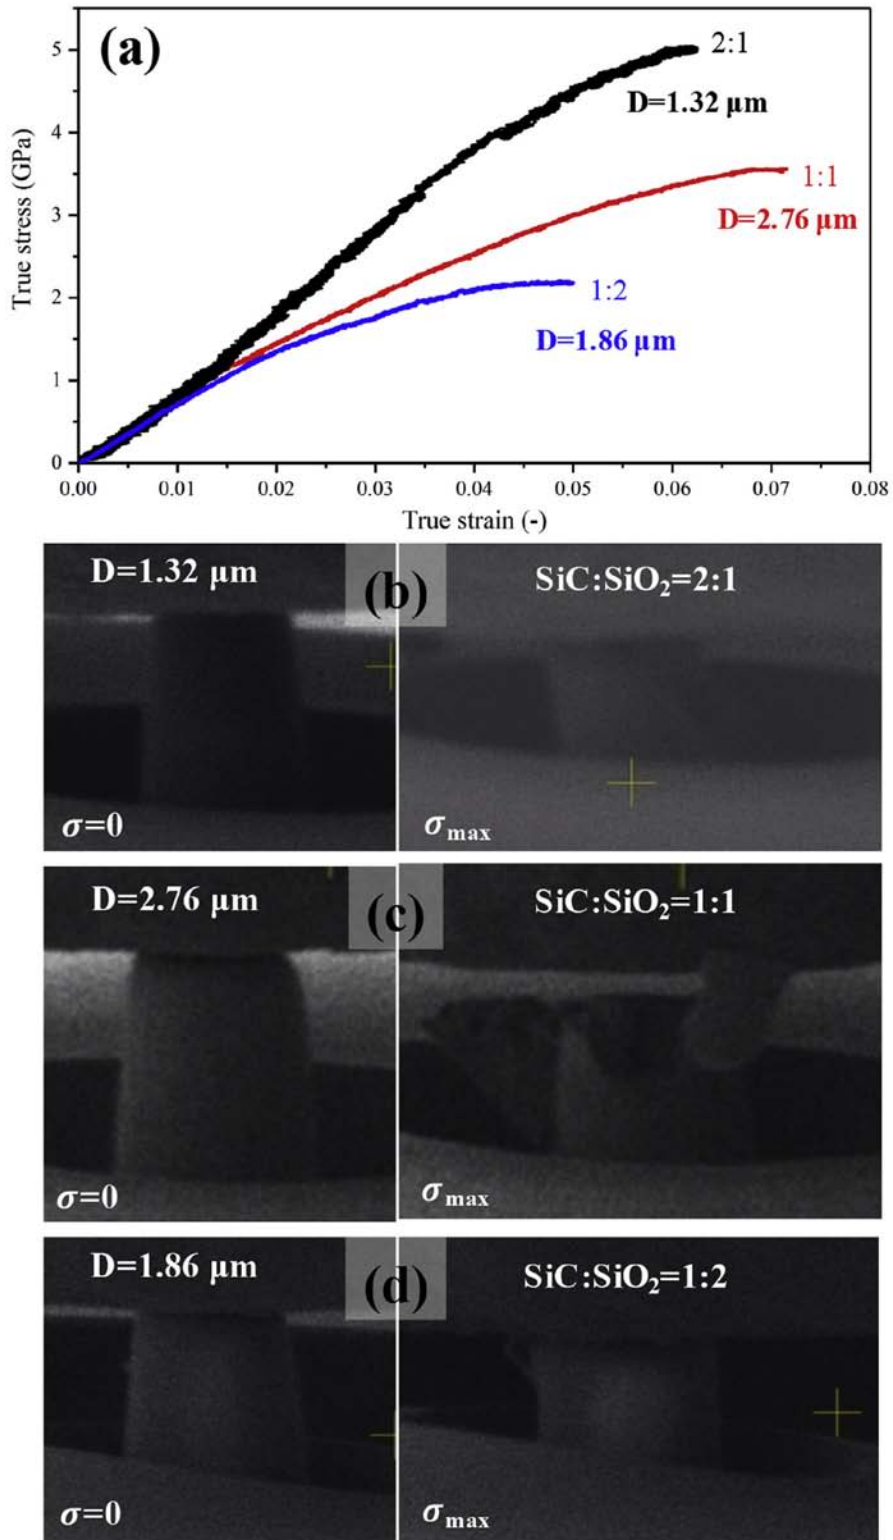 (a)
5
4
3
2
1
0
True stress (GPa)
2:1
D=1.32 μm
1:1
D=2.76 μm
1:2
D=1.86 μm
0.00 0.01 0.02 0.03 0.04 0.05 0.06 0.07 0.08
True strain (-)
D=1.32 μm (b) SiC:SiO₂=2:1
σ=0 σmax
D=2.76 μm (c) SiC:SiO₂=1:1
σ=0 σmax
D=1.86 μm (d) SiC:SiO₂=1:2
σ=0 σmax